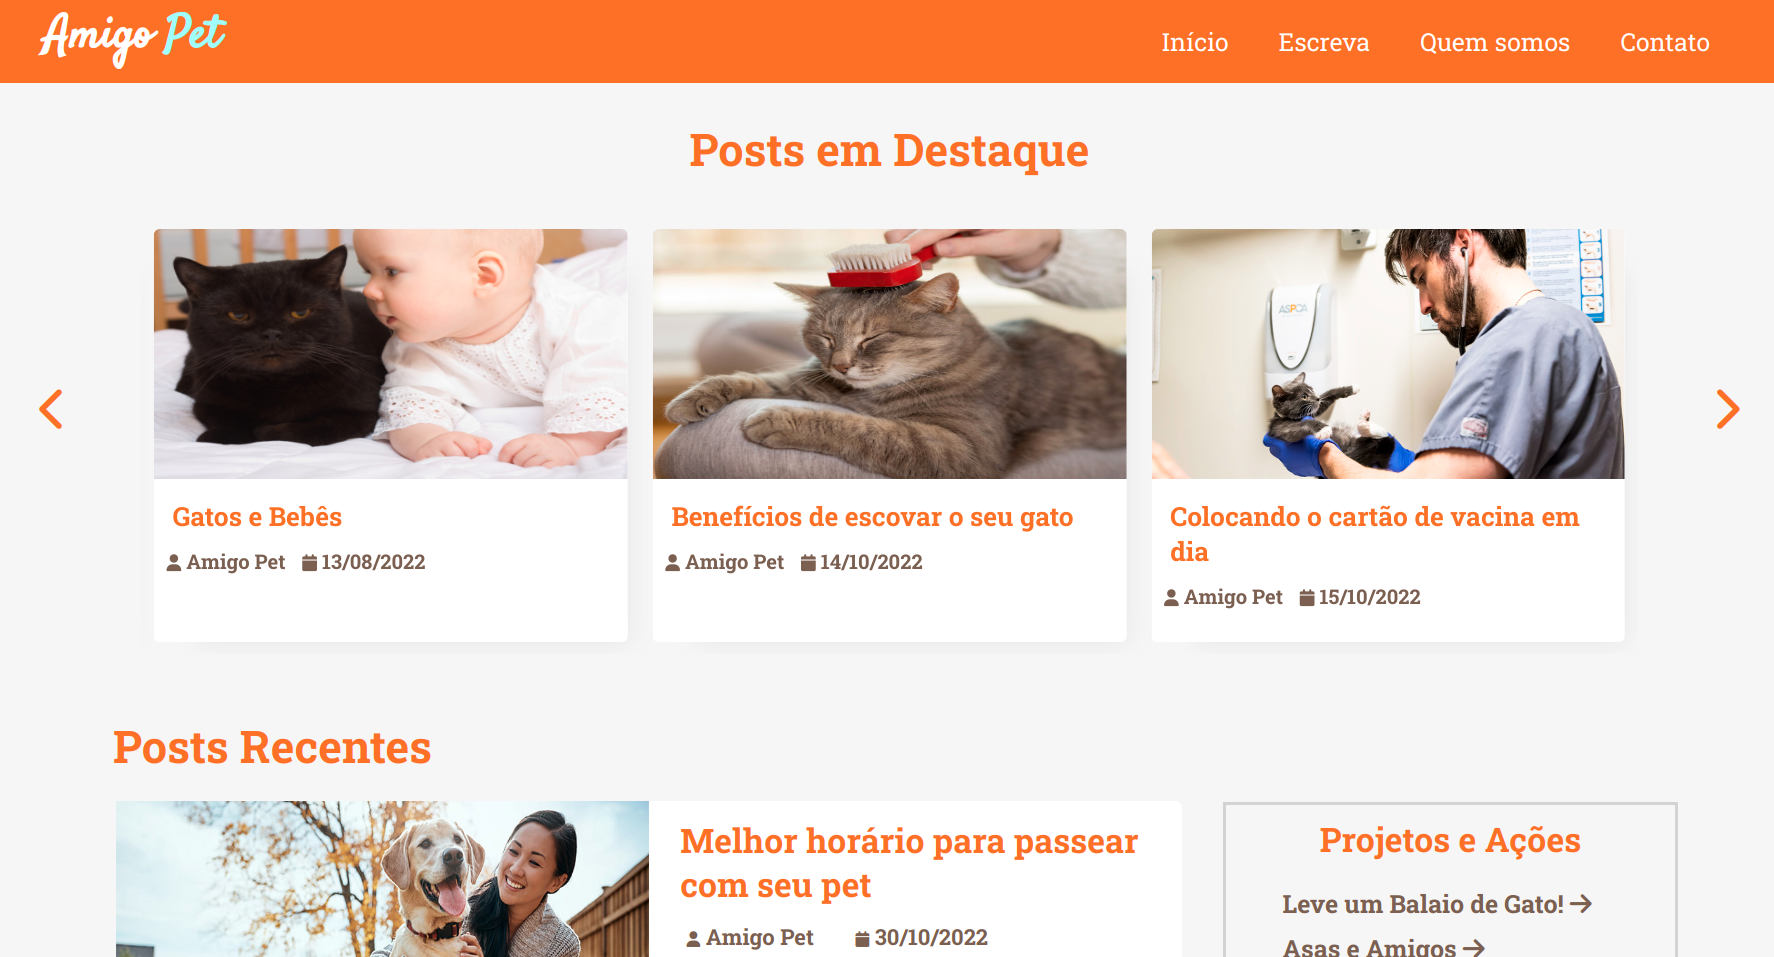 Amigo Pet
Início Escreva Quem somos Contato
Posts em Destaque
ASPCA
Gatos e Bebês
Amigo Pet 13/08/2022
Benefícios de escovar o seu gato
Amigo Pet 14/10/2022
Colocando o cartão de vacina em
dia
Amigo Pet 15/10/2022
Posts Recentes
Melhor horário para passear
com seu pet
Amigo Pet 30/10/2022
Projetos e Ações
Leve um Balaio de Gato!
Asas e Amigos